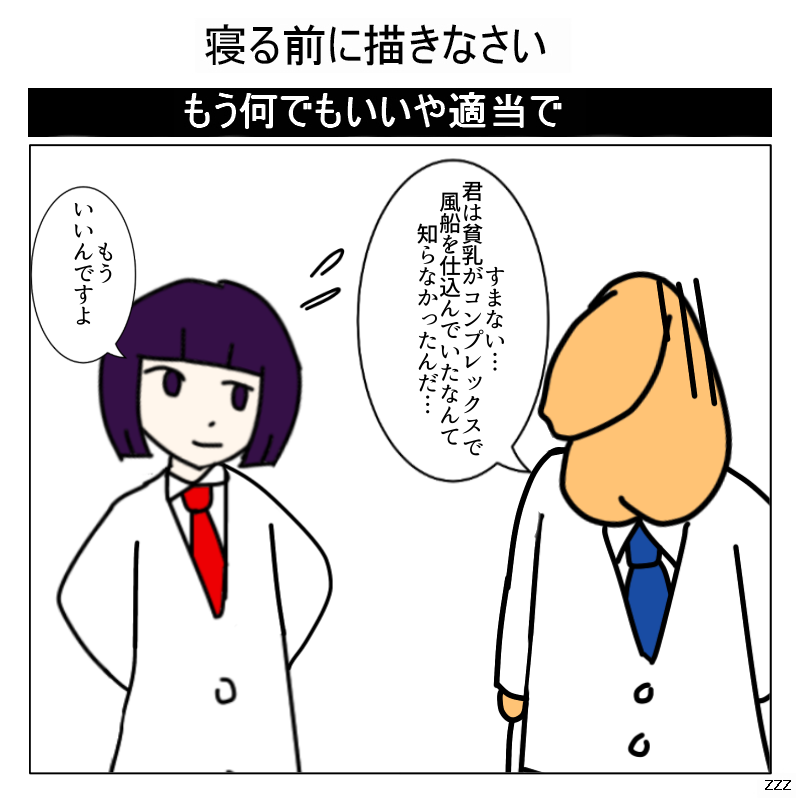 寝る前に描きなさい
もう何でもいいや適当で
すまない…
君は貧乳がコンプレックスで
風船を仕込んでいたなんて
知らなかったんだ…
もう
いいんですよ
zzz